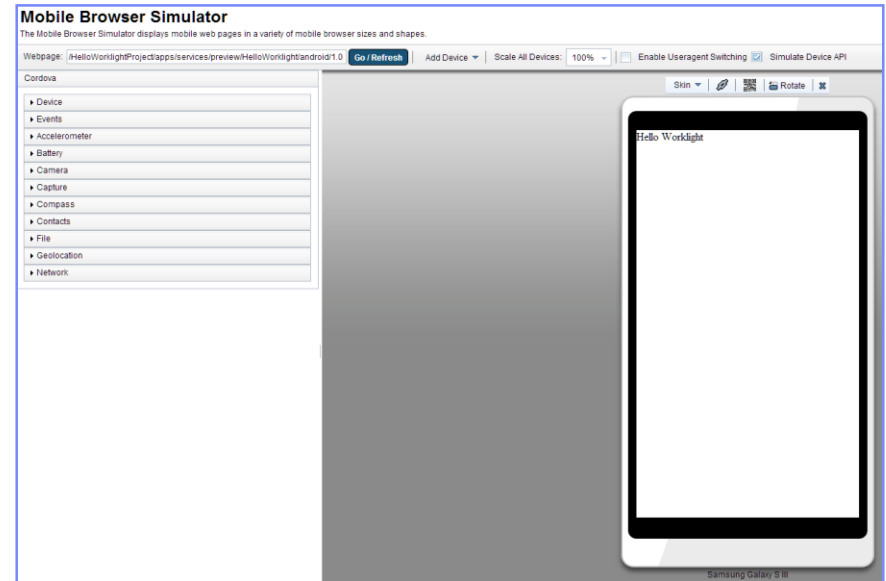 Mobile Browser Simulator
The Mobile Browser Simulator displays mobile web pages in a variety of mobile browser sizes and shapes.
Webpage: /HelloWorklightProject/apps/services/preview/HelloWorklight/android/1.0 Go / Refresh Add Device Scale All Devices: 100% Enable Useragent Switching Simulate Device API
Cordova
Skin Rotate
Device
Events
Accelerometer
Battery
Camera
Capture
Compass
Contacts
File
Geolocation
Network
Hello Worklight
Samsung Galaxy S III